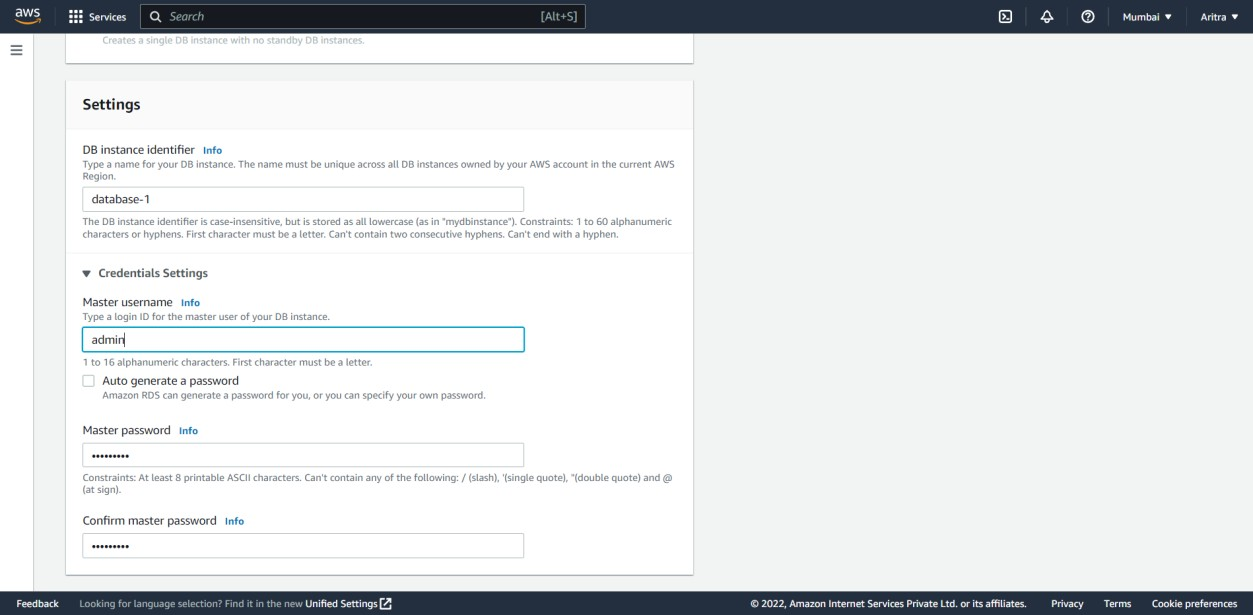 aws Services Search [Alt+S] Mumbai ▼ Aritra ▼
Creates a single DB instance with no standby DB instances.
Settings
DB instance identifier Info
Type a name for your DB instance. The name must be unique across all DB instances owned by your AWS account in the current AWS
Region.
database-1
The DB instance identifier is case-insensitive, but is stored as all lowercase (as in "mydbinstance"). Constraints: 1 to 60 alphanumeric
characters or hyphens. First character must be a letter. Can't contain two consecutive hyphens. Can't end with a hyphen.
▼ Credentials Settings
Master username Info
Type a login ID for the master user of your DB instance.
admin
1 to 16 alphanumeric characters. First character must be a letter.
Auto generate a password
Amazon RDS can generate a password for you, or you can specify your own password.
Master password Info
•••••••••
Constraints: At least 8 printable ASCII characters. Can't contain any of the following: / (slash), '(single quote), "(double quote) and @
(at sign).
Confirm master password Info
•••••••••
Feedback Looking for language selection? Find it in the new Unified Settings © 2022, Amazon Internet Services Private Ltd. or its affiliates. Privacy Terms Cookie preferences